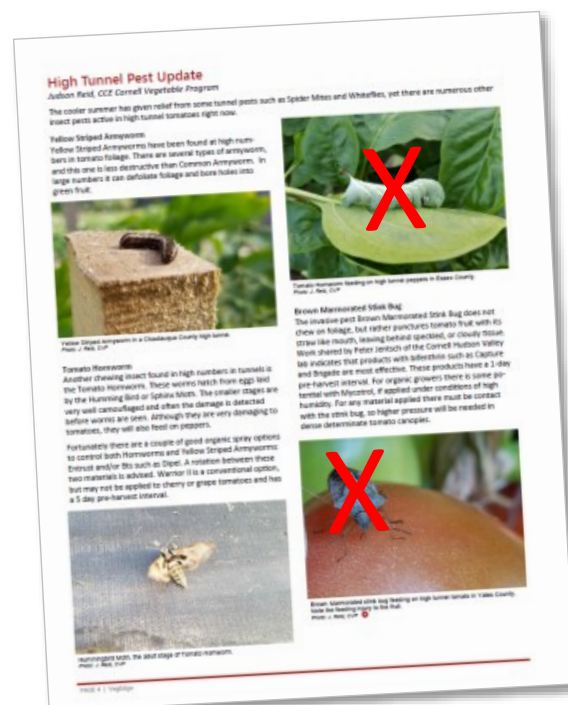 High Tunnel Pest Update
Judson Reid, CCE Cornell Vegetable Program
The cooler summer has given relief from some tunnel pests such as Spider Mites and Whiteflies, yet there are numerous other
insect pests active in high tunnel tomatoes right now.
Yellow Striped Armyworm
Yellow Striped Armyworms have been found at high num-
bers in tomato foliage. There are several types of armyworm,
and this one is less destructive than Common Armyworm. In
large numbers it can defoliate foliage and bore holes into
green fruit.
Yellow Striped Armyworm in a Chautauqua County high tunnel.
Photo: J. Reid, CVP
Tomato Hornworm
Another chewing insect found in high numbers in tunnels is
the Tomato Hornworm. These worms hatch from eggs laid
by the Humming Bird or Sphinx Moth. The smaller stages are
very well camouflaged and often the damage is detected
before worms are seen. Although they are very damaging to
tomatoes, they will also feed on peppers.
Fortunately there are a couple of good organic spray options
to control both Hornworms and Yellow Striped Armyworms
Entrust and/or Bts such as Dipel. A rotation between these
two materials is advised. Warrior II is a conventional option,
but may not be applied to cherry or grape tomatoes and has
a 5 day pre-harvest interval.
Hummingbird Moth, the adult stage of Tomato Hornworm.
Photo: J. Reid, CVP
X
Tomato Hornworm feeding on high tunnel peppers in Essex County.
Photo: J. Reid, CVP
Brown Marmorated Stink Bug
The invasive pest Brown Marmorated Stink Bug does not
chew on foliage, but rather punctures tomato fruit with its
straw like mouth, leaving behind speckled, or cloudy tissue.
Work shared by Peter Jentsch of the Cornell Hudson Valley
lab indicates that products with bifenthrin such as Capture
and Brigade are most effective. These products have a 1-day
pre-harvest interval. For organic growers there is some po-
tential with Mycotrol, if applied under conditions of high
humidity. For any material applied there must be contact
with the stink bug, so higher pressure will be needed in
dense determinate tomato canopies.
X
Brown Marmorated stink bug feeding on high tunnel tomato in Yates County.
Note the feeding injury to the fruit.
Photo: J. Reid, CVP
PAGE 4 | VegEdge